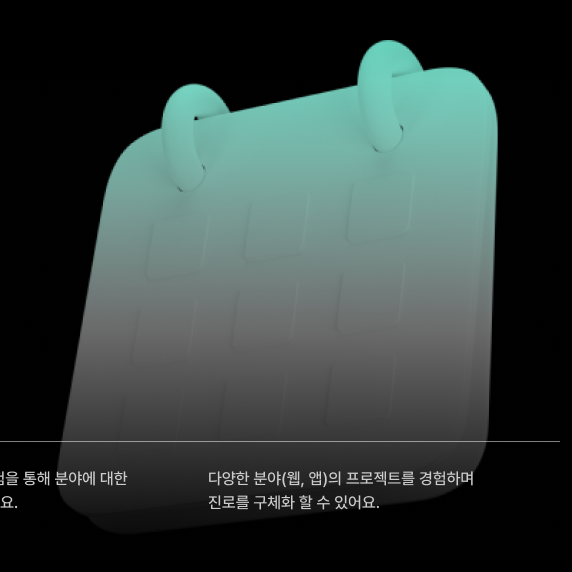 을 통해 분야에 대한
요.
다양한 분야(웹, 앱)의 프로젝트를 경험하며
진로를 구체화 할 수 있어요.